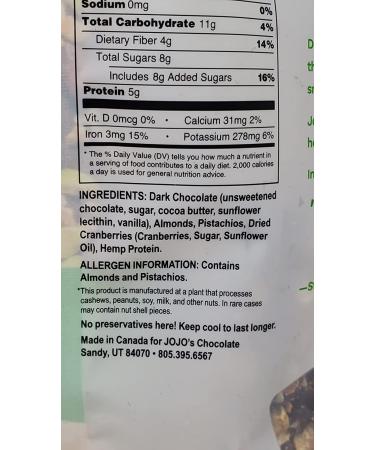 Sodium 0mg 0%
Total Carbohydrate 11g 4%
Dietary Fiber 4g 14%
Total Sugars 8g
Includes 8g Added Sugars 16%
Protein 5g
Vit. D 0mcg 0% • Calcium 31mg 2%
Iron 3mg 15% • Potassium 278mg 6%
* The % Daily Value (DV) tells you how much a nutrient in
a serving of food contributes to a daily diet. 2,000 calories
a day is used for general nutrition advice.
INGREDIENTS: Dark Chocolate (unsweetened
chocolate, sugar, cocoa butter, sunflower
lecithin, vanilla), Almonds, Pistachios, Dried
Cranberries (Cranberries, Sugar, Sunflower
Oil), Hemp Protein.
ALLERGEN INFORMATION: Contains
Almonds and Pistachios.
*This product is manufactured at a plant that processes
cashews, peanuts, soy, milk, and other nuts. In rare cases
may contain nut shell pieces.
No preservatives here! Keep cool to last longer.
Made in Canada for JOJO's Chocolate
Sandy, UT 84070 • 805.395.6567